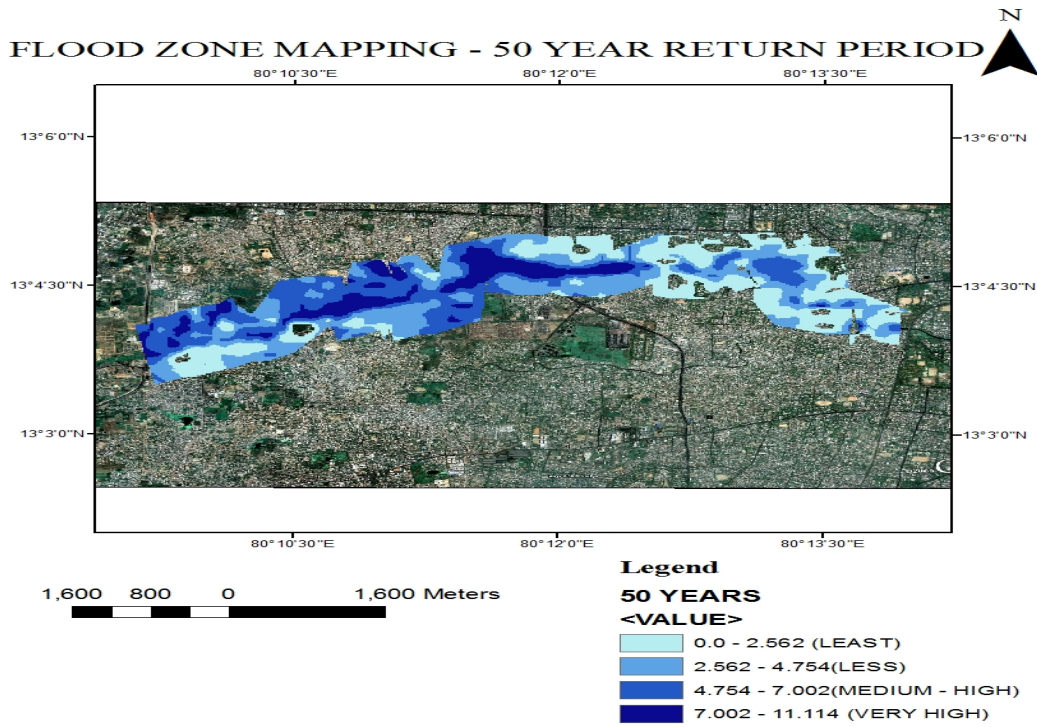 N
FLOOD ZONE MAPPING - 50 YEAR RETURN PERIOD
80°10'30"E 80°12'0"E 80°13'30"E
13°6'0"N 13°6'0"N
13°4'30"N 13°4'30"N
13°3'0"N 13°3'0"N
80°10'30"E 80°12'0"E 80°13'30"E
1,600 800 0 1,600 Meters
Legend
50 YEARS
<VALUE>
0.0 - 2.562 (LEAST)
2.562 - 4.754(LESS)
4.754 - 7.002(MEDIUM - HIGH)
7.002 - 11.114 (VERY HIGH)